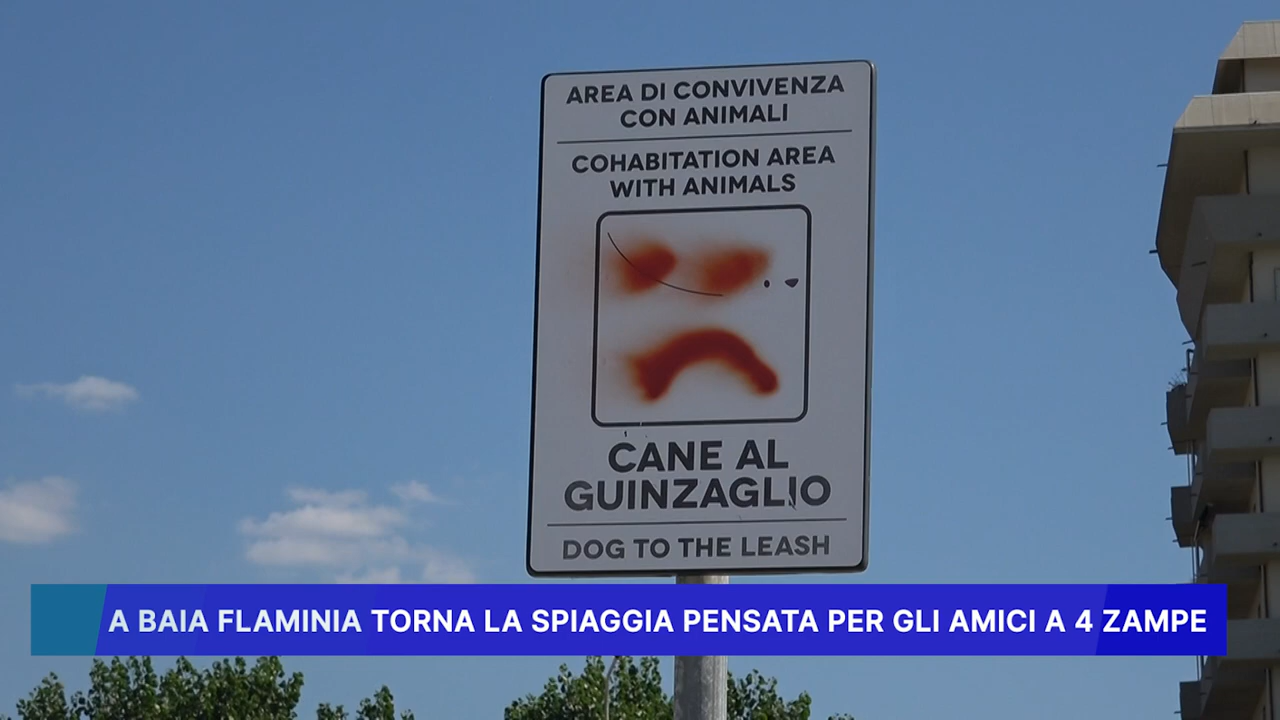 AREA DI CONVIVENZA
CON ANIMALI
COHABITATION AREA
WITH ANIMALS
CANE AL
GUINZAGLIO
DOG TO THE LEASH
A BAIA FLAMINIA TORNA LA SPIAGGIA PENSATA PER GLI AMICI A 4 ZAMPE